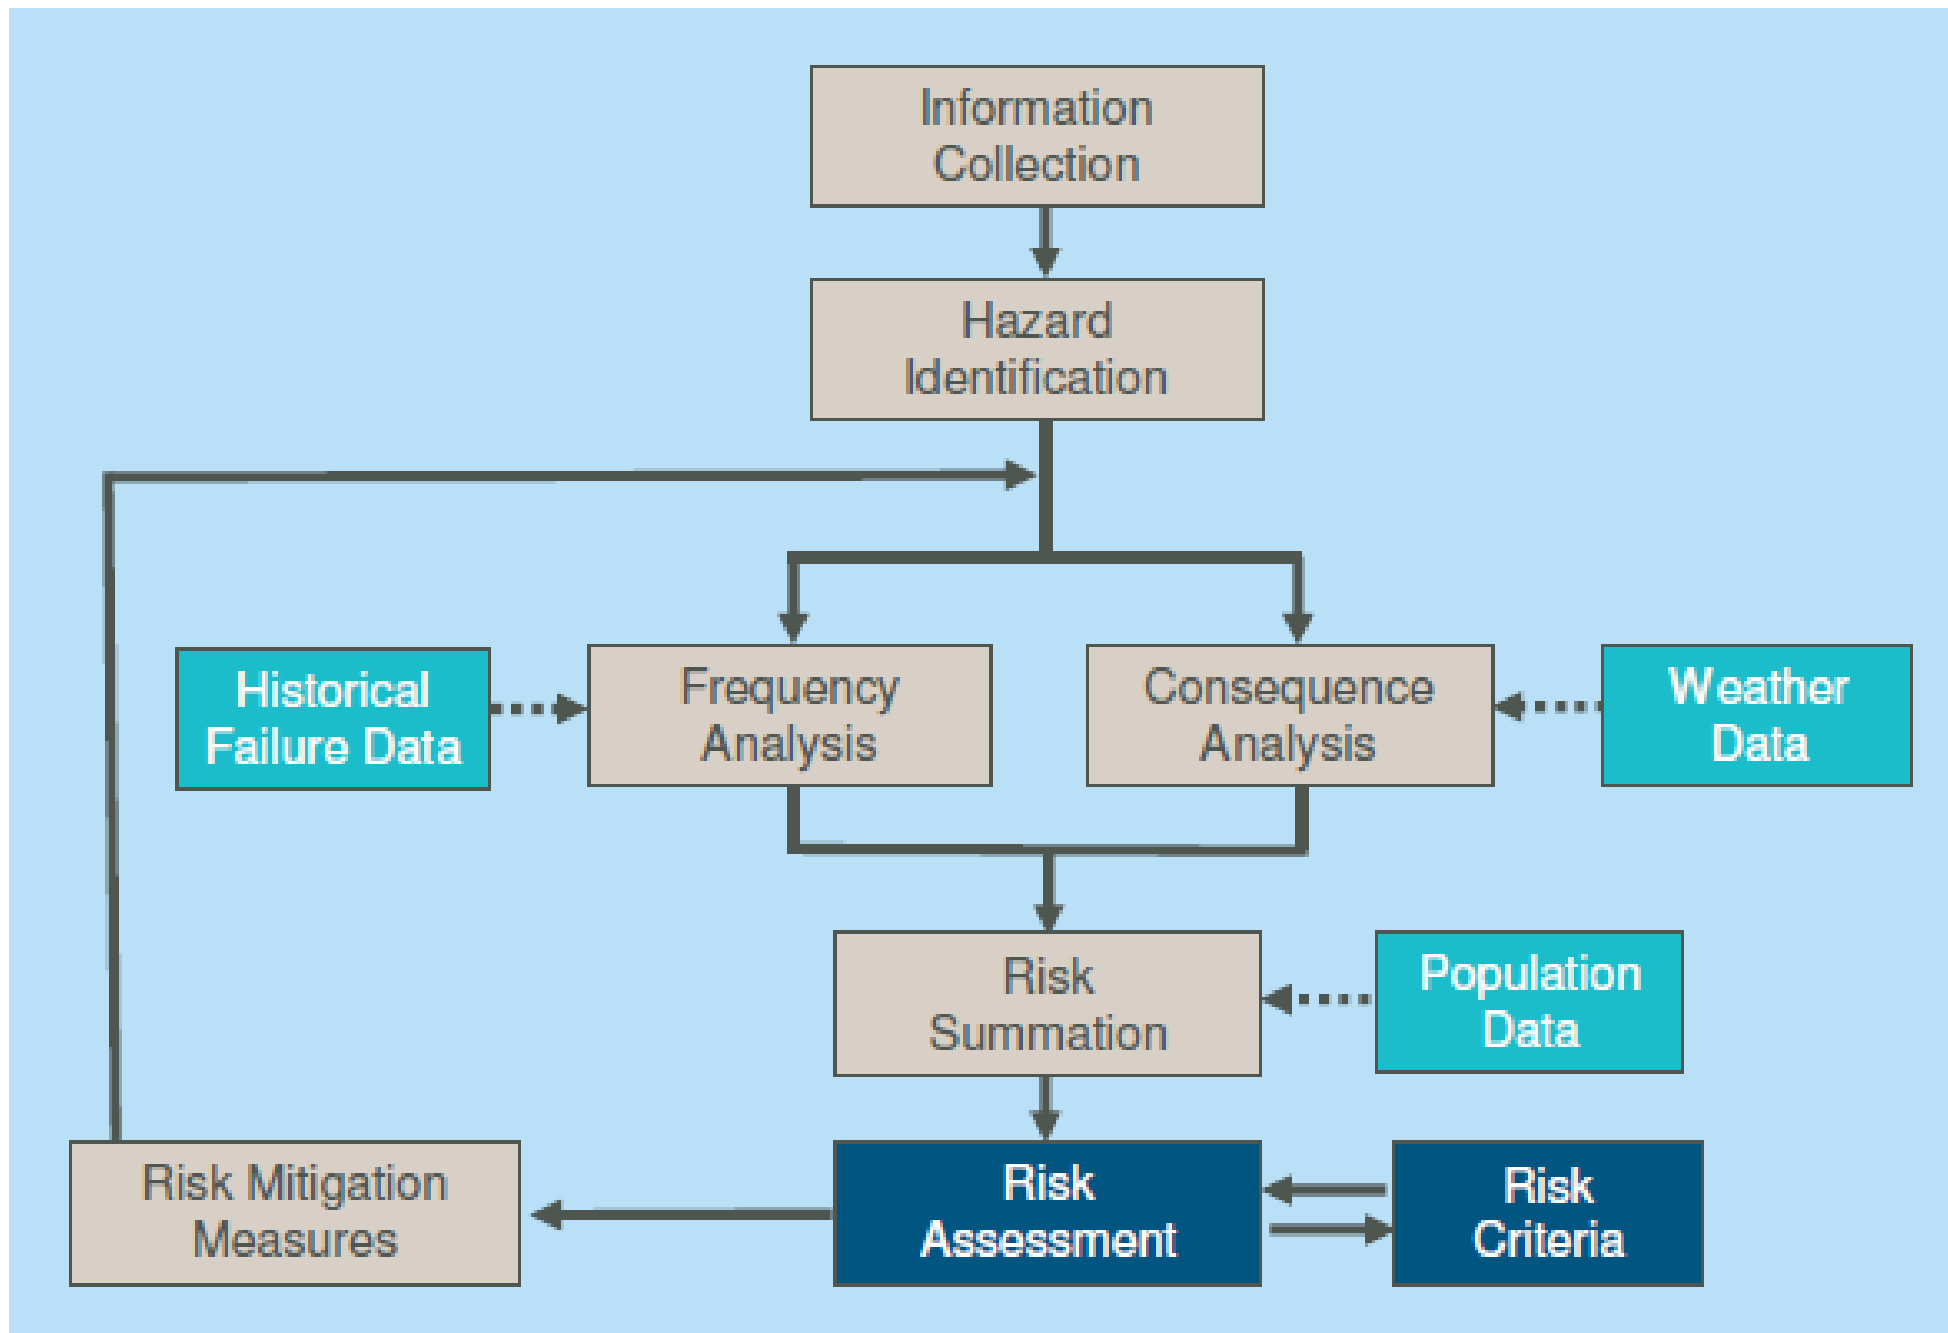 Information
Collection
Hazard
Identification
Historical
Failure Data
Frequency
Analysis
Consequence
Analysis
Weather
Data
Risk
Summation
Population
Data
Risk Mitigation
Measures
Risk
Assessment
Risk
Criteria